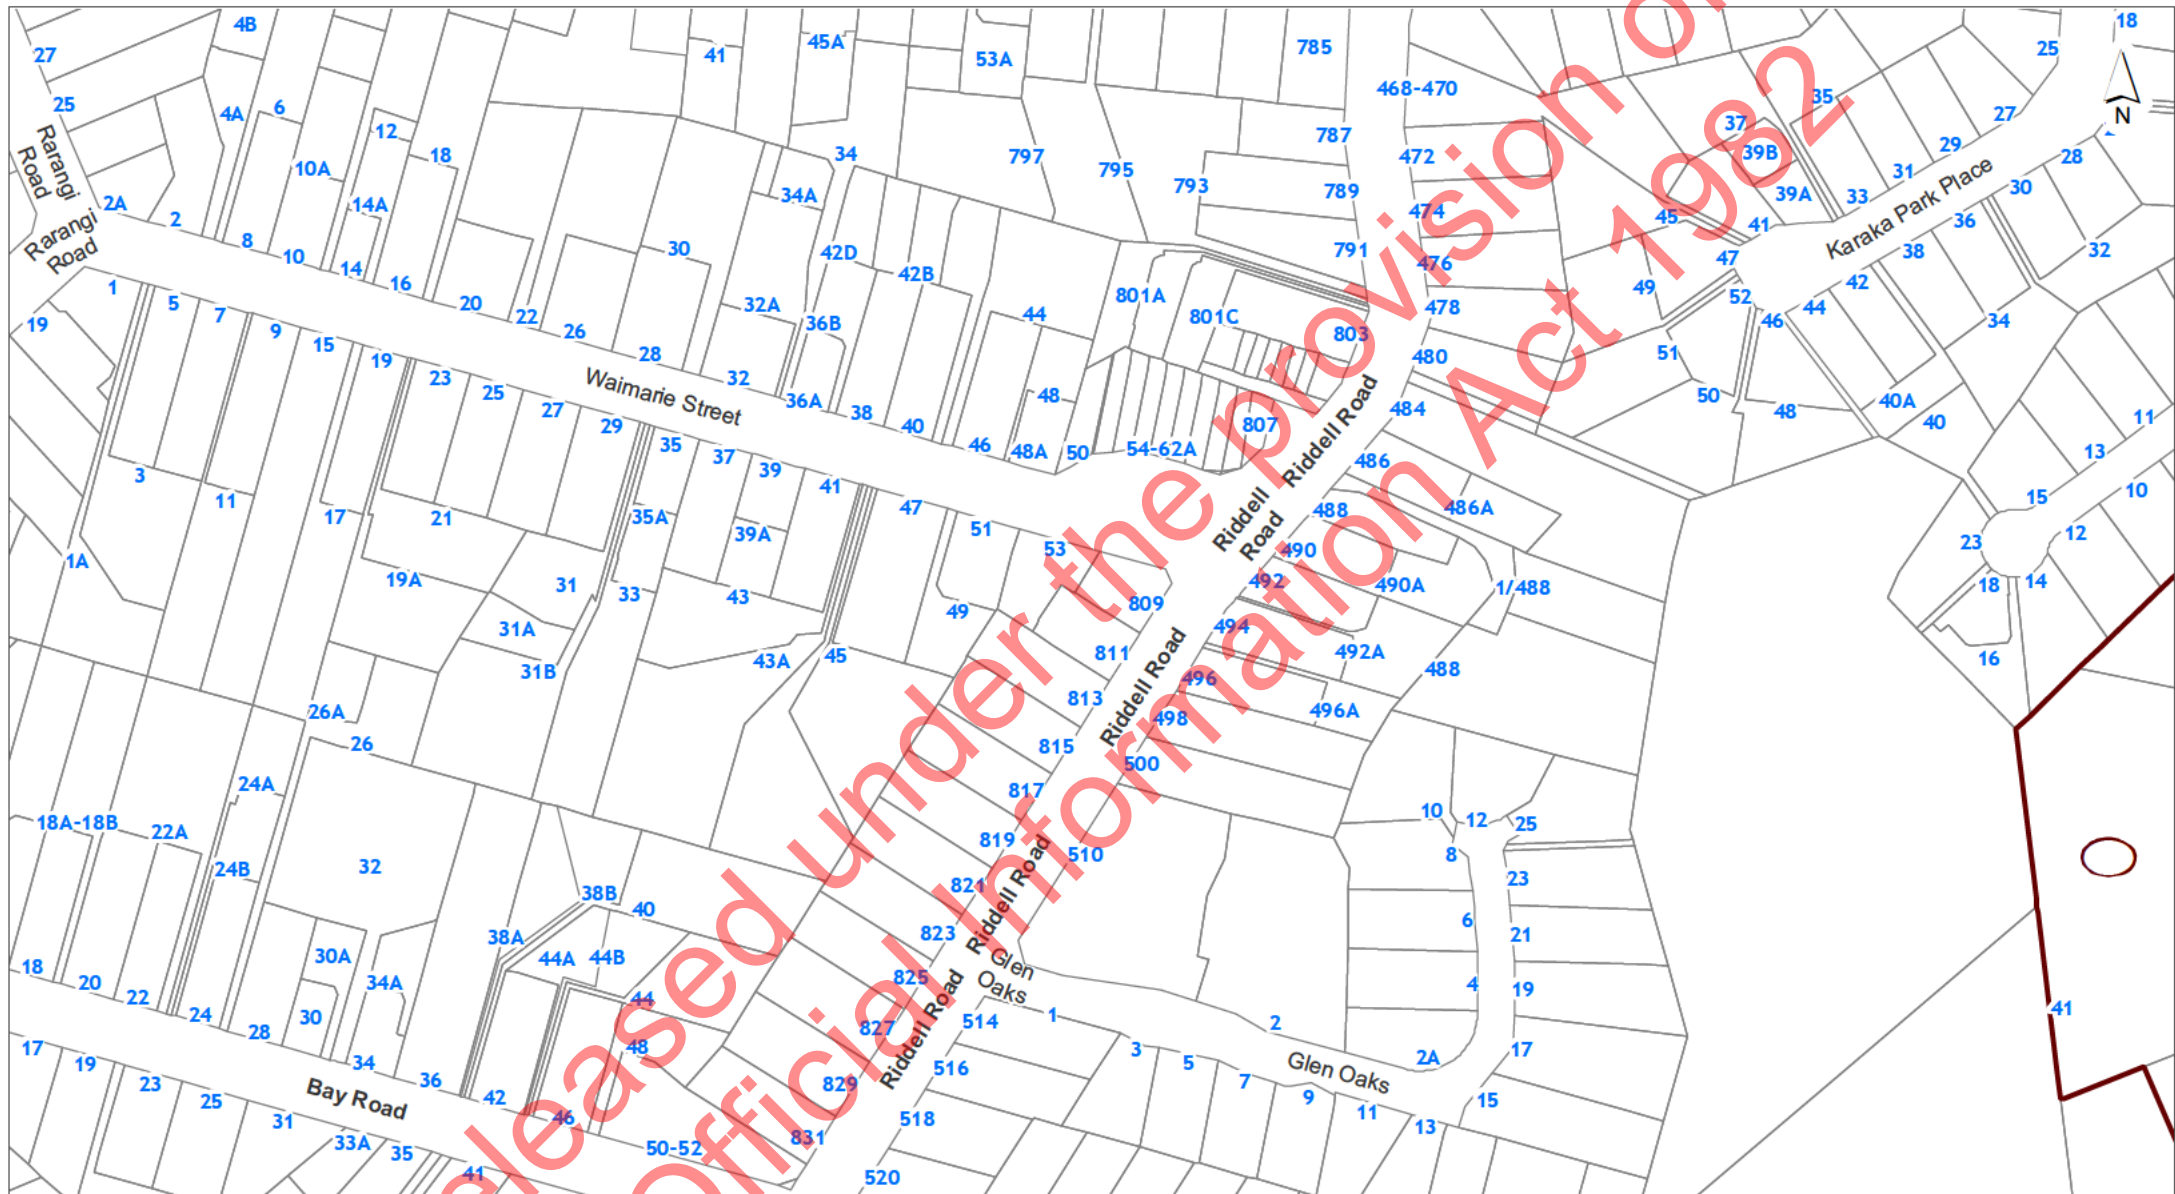 4B
27
41
45A
53A
785
25
18
468-470
25
4A
6
12
10A
18
34
797
795
787
472
35
37
39B
27
29
28
N
Rarangi Road
2A
2
14A
34A
793
789
474
45
39A
33
31
30
36
Karaka Park Place
Rarangi Road
8
10
14
16
30
42D
42B
791
476
41
47
38
32
1
5
7
9
15
20
22
26
32A
36B
44
801A
801C
803
478
49
52
46
44
42
34
19
19
23
25
27
28
32
36A
38
40
48
807
480
51
50
48
40A
40
11
Waimarie Street
29
35
37
39
41
46
48A
50
54-62A
Riddell Road
484
486
13
15
10
3
11
17
21
35A
39A
47
51
53
Riddell Road
488
486A
490
23
12
1A
19A
31
33
43
49
809
492
490A
1/488
18
14
31A
31B
43A
45
811
494
492A
488
16
26A
26
813
Riddell Road
496
496A
498
815
500
24A
817
18A-18B
22A
24B
32
38B
40
819
510
10
12
25
8
821
Riddell Road
23
38A
44A
44B
823
6
21
18
20
22
30A
34A
825
Glen Oaks
4
19
24
28
30
44
827
Riddell Road
514
1
2
41
17
19
23
25
34
36
42
48
829
516
3
5
7
Glen Oaks
2A
17
Bay Road
31
33A
35
41
46
50-52
831
518
9
11
13
15
520
eleased under the provision o
Official Information Act 1982